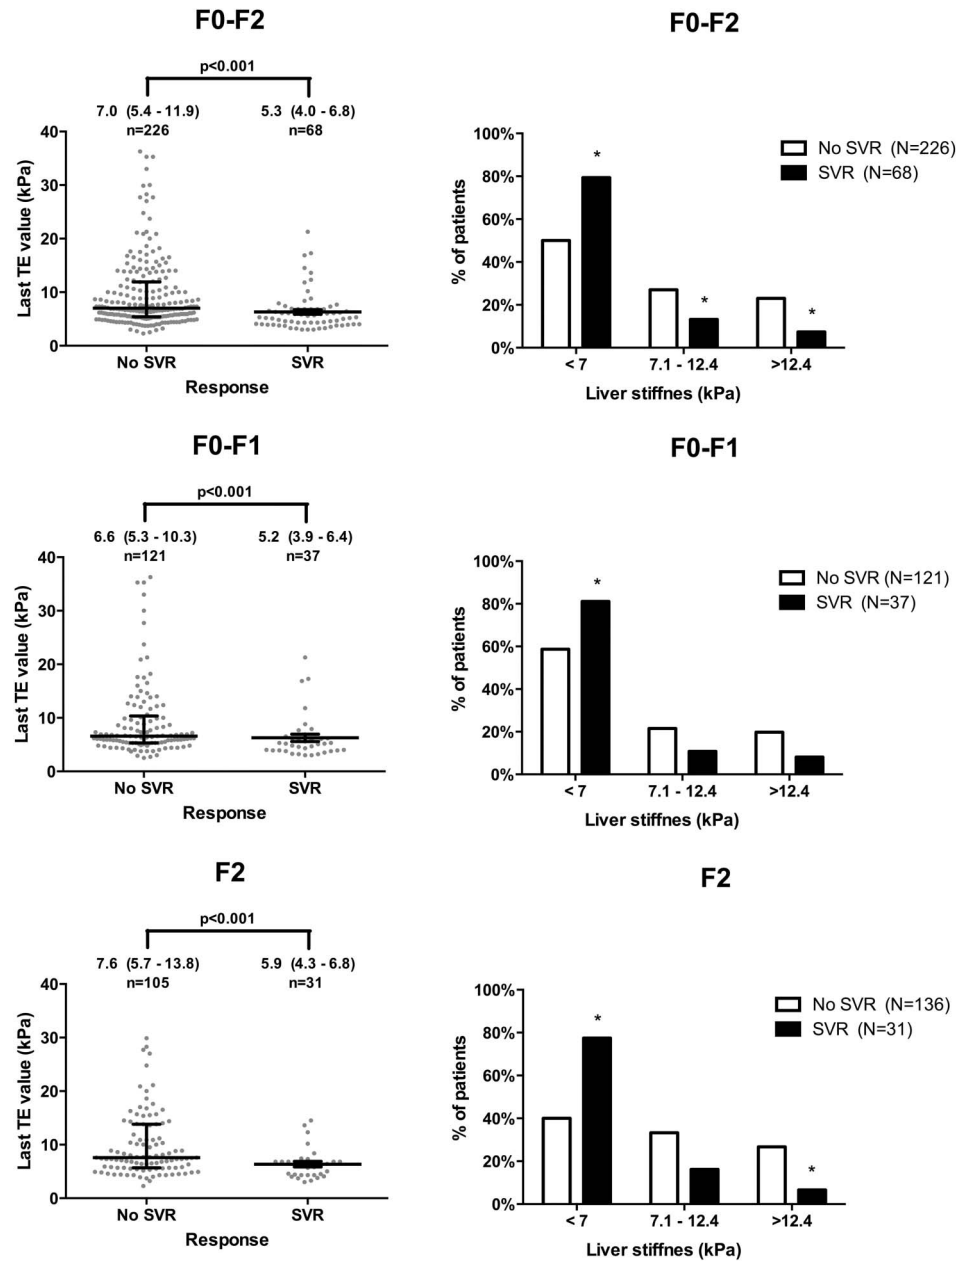 F0-F2
p<0.001
7.0 (5.4 - 11.9)
5.3 (4.0 - 6.8)
n=226
n=68
Last TE value (kPa)
40
30
20
10
0
No SVR
SVR
Response
F0-F2
No SVR (N=226)
SVR (N=68)
% of patients
100%
80%
60%
40%
20%
0%
*
*
*
< 7
7.1 - 12.4
>12.4
Liver stiffnes (kPa)
F0-F1
p<0.001
6.6 (5.3 - 10.3)
5.2 (3.9 - 6.4)
n=121
n=37
Last TE value (kPa)
40
30
20
10
0
No SVR
SVR
Response
F0-F1
No SVR (N=121)
SVR (N=37)
% of patients
100%
80%
60%
40%
20%
0%
*
< 7
7.1 - 12.4
>12.4
Liver stiffnes (kPa)
F2
p<0.001
7.6 (5.7 - 13.8)
5.9 (4.3 - 6.8)
n=105
n=31
Last TE value (kPa)
40
30
20
10
0
No SVR
SVR
Response
F2
No SVR (N=136)
SVR (N=31)
% of patients
100%
80%
60%
40%
20%
0%
*
*
< 7
7.1 - 12.4
>12.4
Liver stiffnes (kPa)